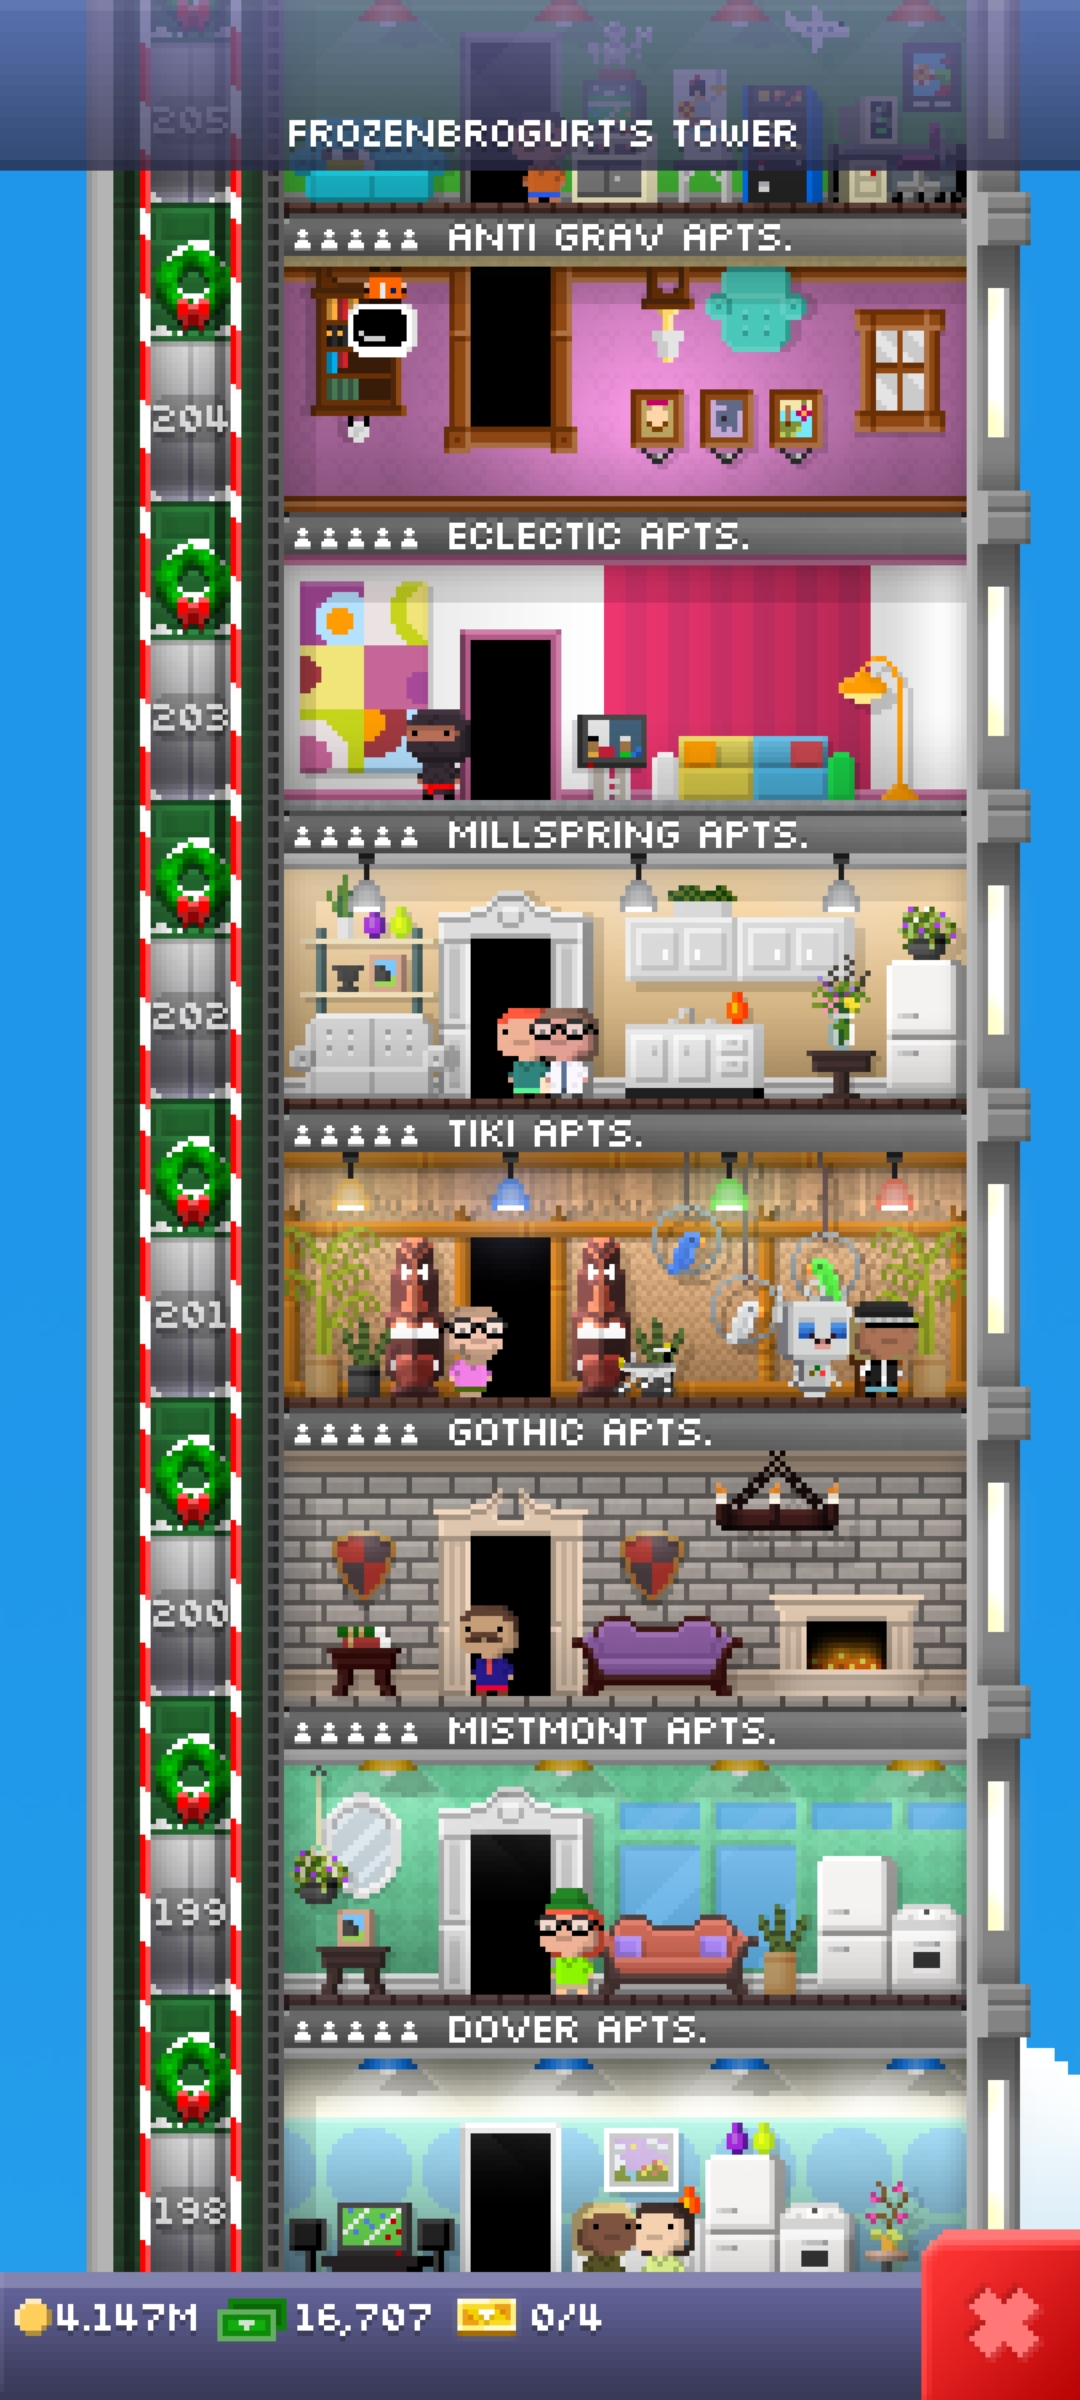 205
FROZENBROGURT'S TOWER
ANTI GRAV APTS.
204
ECLECTIC APTS.
203
MILLSPRING APTS.
202
TIKI APTS.
201
GOTHIC APTS.
200
MISTMONT APTS.
199
DOVER APTS.
198
4.147M 16,707 0/4